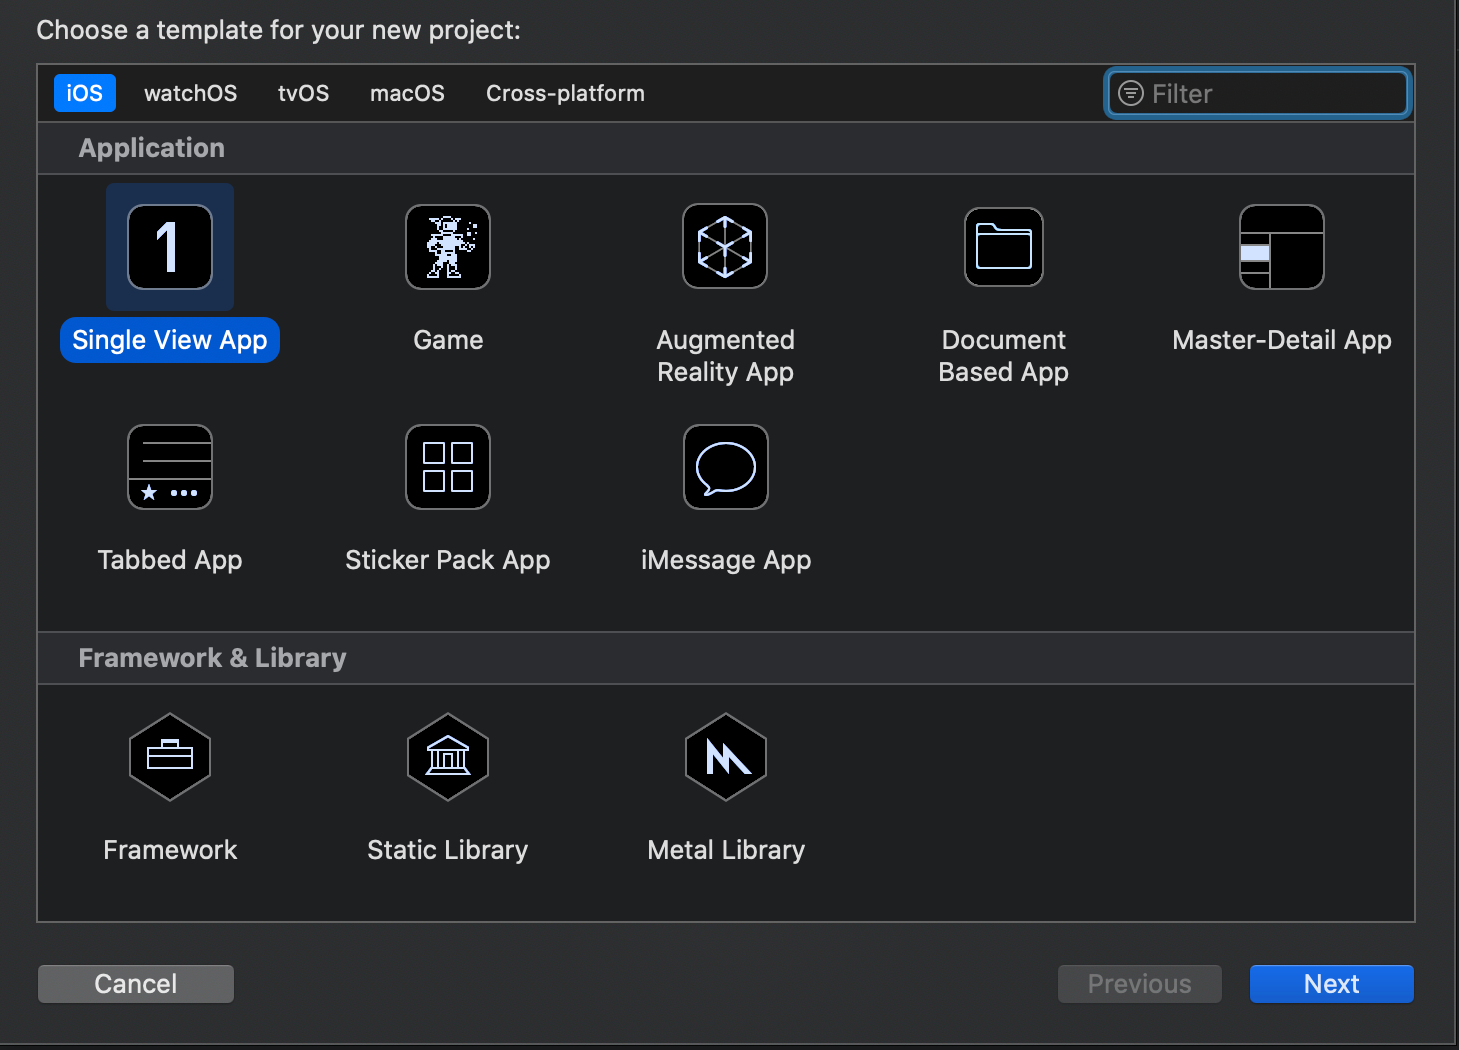 Choose a template for your new project:
iOS watchOS tvOS macOS Cross-platform Filter
Application
1
Single View App Game Augmented Reality App Document Based App Master-Detail App
Tabbed App Sticker Pack App iMessage App
Framework & Library
Framework Static Library Metal Library
Cancel Previous Next